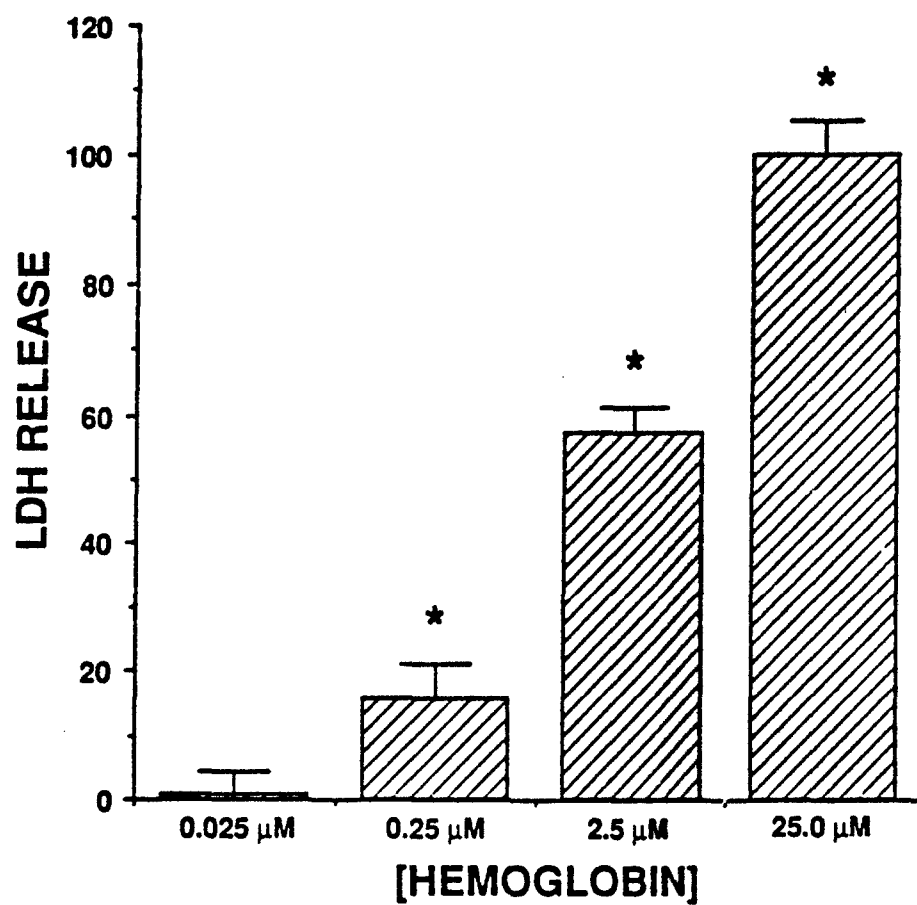 120
100
80
60
40
20
0
LDH RELEASE
*
*
*
0.025 μM
0.25 μM
2.5 μM
25.0 μM
[HEMOGLOBIN]